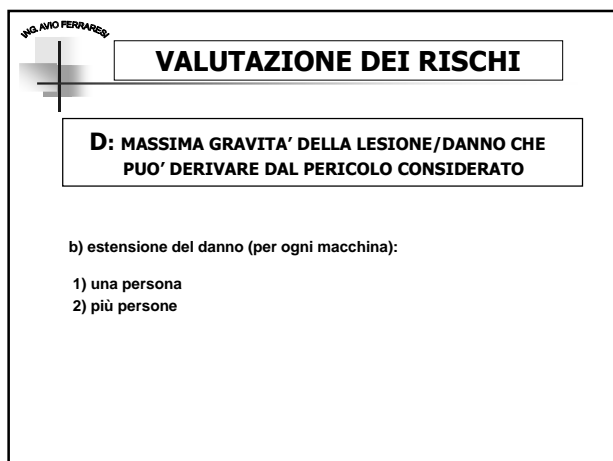 ING. AVIO FERRARESI
VALUTAZIONE DEI RISCHI
D: MASSIMA GRAVITA’ DELLA LESIONE/DANNO CHE
PUO’ DERIVARE DAL PERICOLO CONSIDERATO
b) estensione del danno (per ogni macchina):
1) una persona
2) più persone